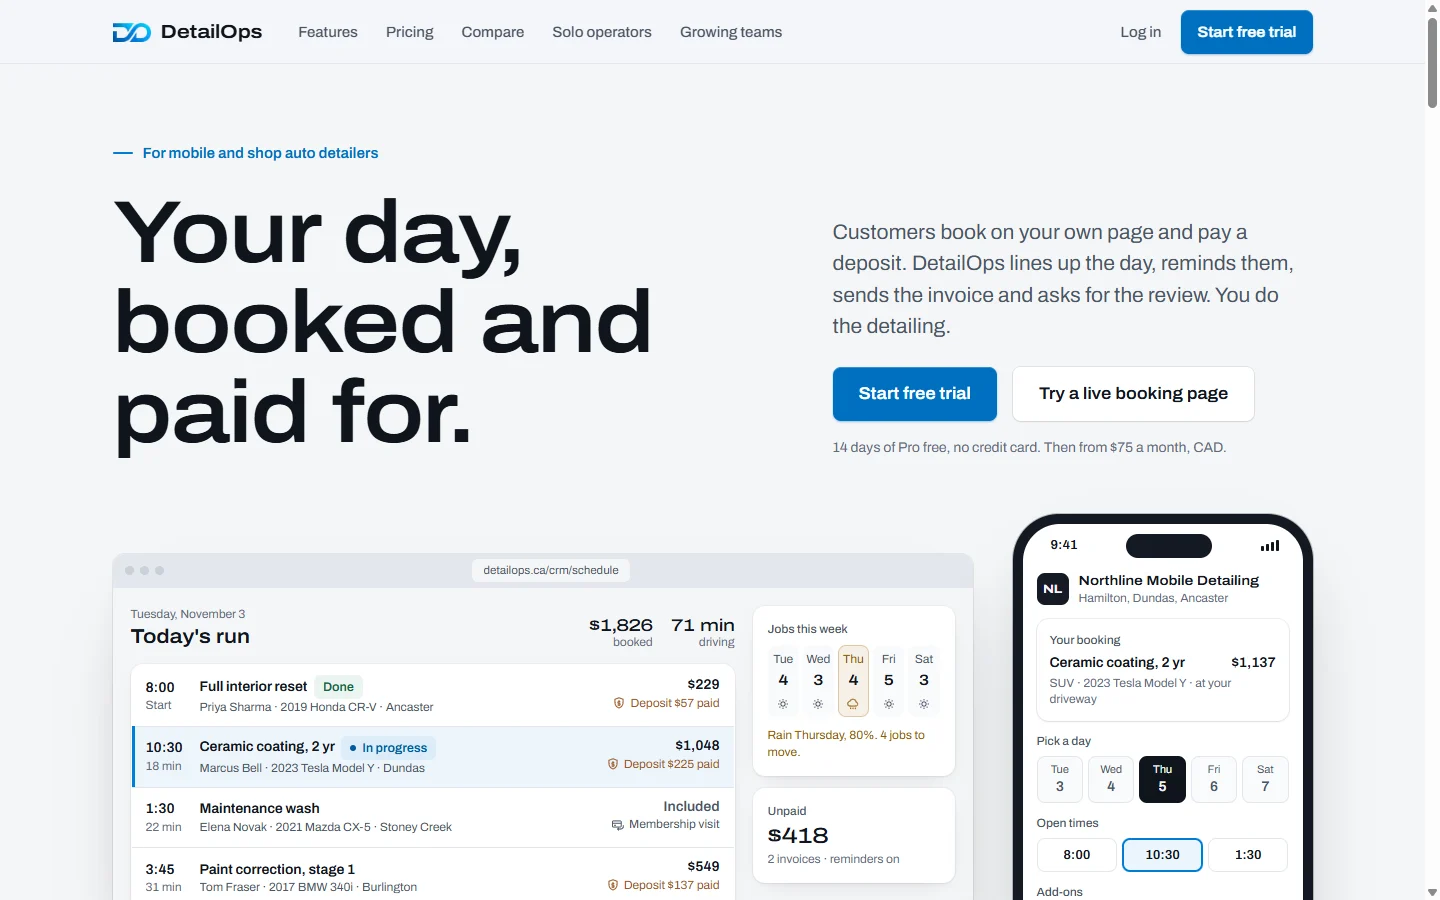 DetailOps
Features
Pricing
Compare
Solo operators
Growing teams
Log in
Start free trial
For mobile and shop auto detailers
Your day,
booked and
paid for.
Customers book on your own page and pay a
deposit. DetailOps lines up the day, reminds them,
sends the invoice and asks for the review. You do
the detailing.
Start free trial
Try a live booking page
14 days of Pro free, no credit card. Then from $75 a month, CAD.
detailops.ca/crm/schedule
Tuesday, November 3
Today's run
$1,826
booked
71 min
driving
8:00
Start
Full interior reset
Done
Priya Sharma · 2019 Honda CR-V · Ancaster
$229
Deposit $57 paid
10:30
18 min
Ceramic coating, 2 yr
In progress
Marcus Bell · 2023 Tesla Model Y · Dundas
$1,048
Deposit $225 paid
1:30
22 min
Maintenance wash
Elena Novak · 2021 Mazda CX-5 · Stoney Creek
Included
Membership visit
3:45
31 min
Paint correction, stage 1
Tom Fraser · 2017 BMW 340i · Burlington
$549
Deposit $137 paid
Jobs this week
Tue Wed Thu Fri Sat
4 3 4 5 3
Rain Thursday, 80%. 4 jobs to
move.
Unpaid
$418
2 invoices · reminders on
9:41
NL
Northline Mobile Detailing
Hamilton, Dundas, Ancaster
Your booking
Ceramic coating, 2 yr $1,137
SUV · 2023 Tesla Model Y · at your
driveway
Pick a day
Tue Wed Thu Fri Sat
3 4 5 6 7
Open times
8:00 10:30 1:30
Add-ons